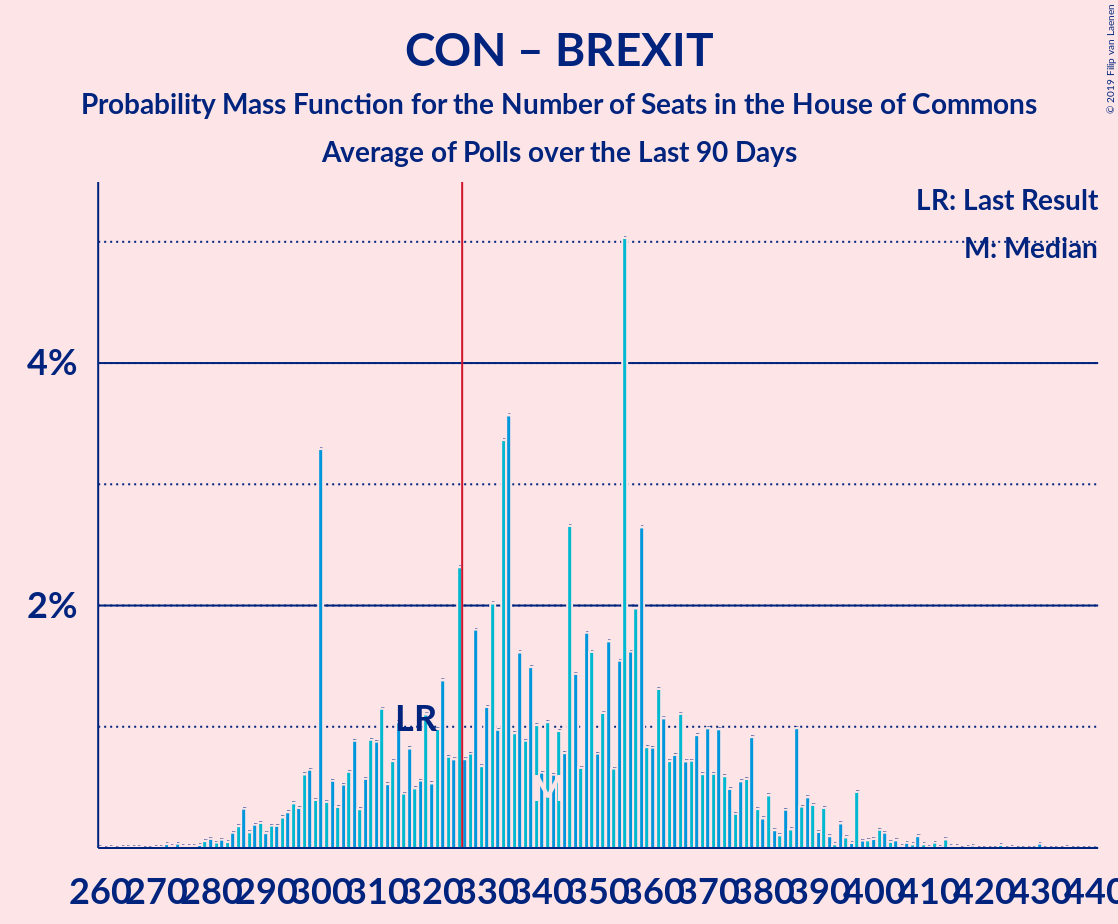 CON – BREXIT
Probability Mass Function for the Number of Seats in the House of Commons
Average of Polls over the Last 90 Days
© 2019 Filip van Laenen
LR: Last Result
M: Median
4%
2%
LR
M
260 270 280 290 300 310 320 330 340 350 360 370 380 390 400 410 420 430 440